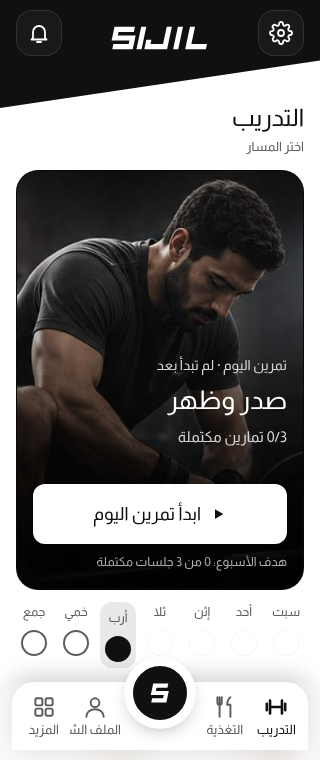 SIJIL
التدريب
اختر المسار
تمرين اليوم · لم تبدأ بعد
صدر وظهر
0/3 تمارين مكتملة
ابدأ تمرين اليوم
هدف الأسبوع: 0 من 3 جلسات مكتملة
سبت أحد إثن ثلا أرب خمي جمع
S
التدريب التغذية الملف الش المزيد